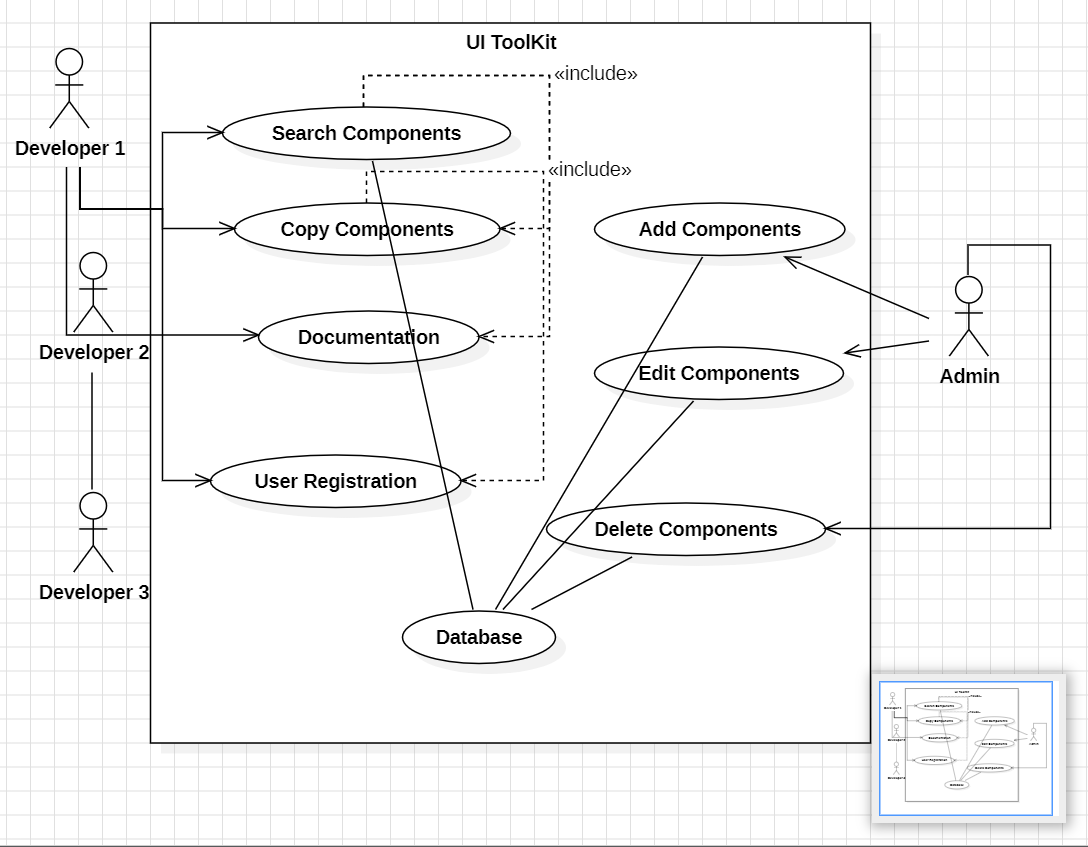 UI ToolKit
«include»
Developer 1
Search Components
«include»
Copy Components
Add Components
Developer 2
Documentation
Edit Components
Admin
User Registration
Delete Components
Developer 3
Database